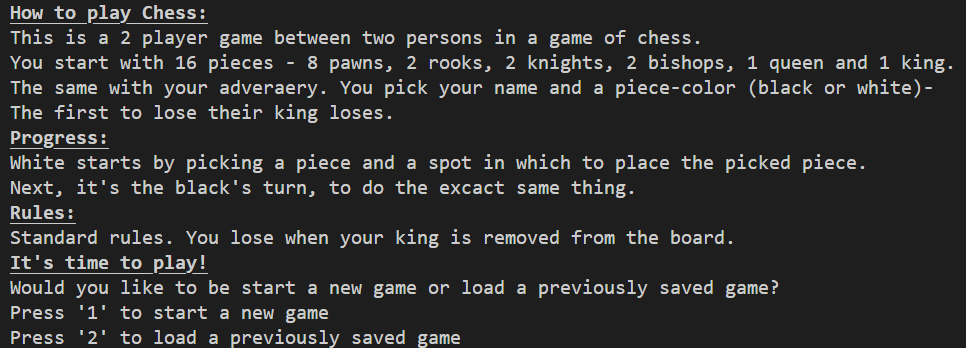 How to play Chess:
This is a 2 player game between two persons in a game of chess.
You start with 16 pieces - 8 pawns, 2 rooks, 2 knights, 2 bishops, 1 queen and 1 king.
The same with your adveraery. You pick your name and a piece-color (black or white)-
The first to lose their king loses.
Progress:
White starts by picking a piece and a spot in which to place the picked piece.
Next, it's the black's turn, to do the excact same thing.
Rules:
Standard rules. You lose when your king is removed from the board.
It's time to play!
Would you like to be start a new game or load a previously saved game?
Press '1' to start a new game
Press '2' to load a previously saved game